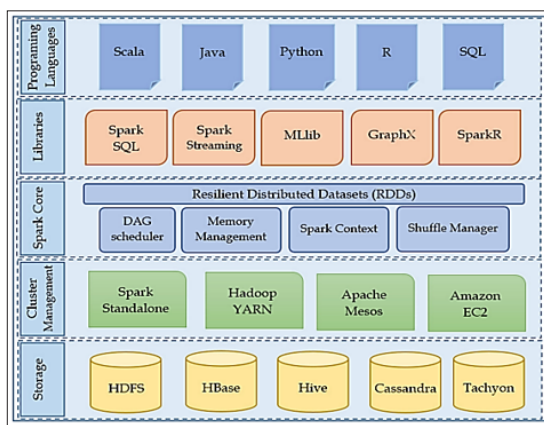 Programing
Languages
Scala
Java
Python
R
SQL
Libraries
Spark
SQL
Spark
Streaming
MLlib
GraphX
SparkR
Spark Core
Resilient Distributed Datasets (RDDs)
DAG
scheduler
Memory
Management
Spark Context
Shuffle Manager
Cluster
Management
Spark
Standalone
Hadoop
YARN
Apache
Mesos
Amazon
EC2
Storage
HDFS
HBase
Hive
Cassandra
Tachyon